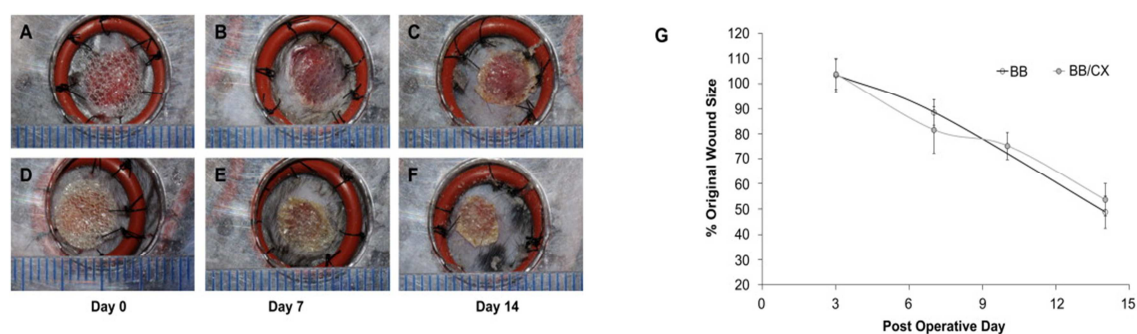 A
B
C
D
E
F
Day 0
Day 7
Day 14
G
120
110
100
90
80
70
60
50
40
30
20
% Original Wound Size
BB
BB/CX
0
3
6
9
12
15
Post Operative Day